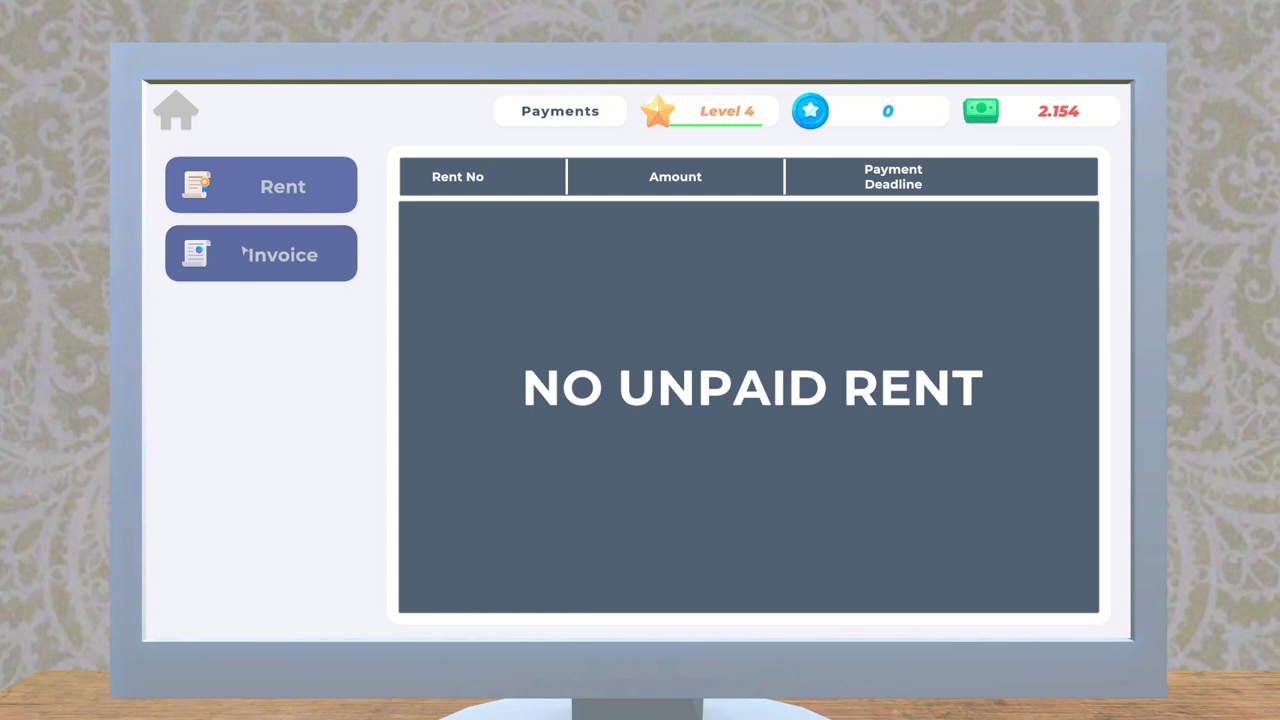 Payments
Level 4
0
2.154
Rent
Invoice
Rent No
Amount
Payment
Deadline
NO UNPAID RENT